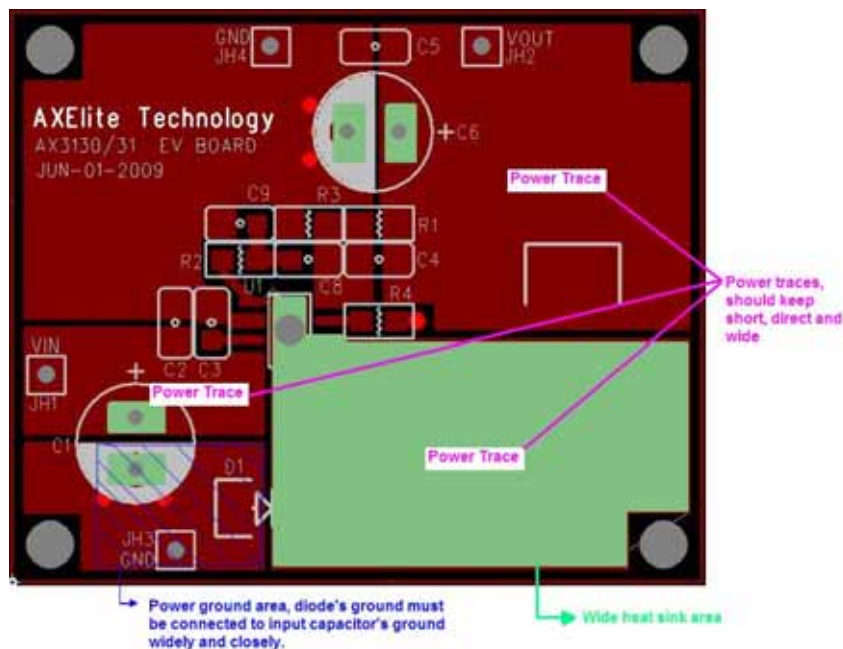 GND
JH4
C5
VOUT
JH2
AXElite Technology
AX3130/31 EV BOARD
JUN-01-2009
+C6
Power Trace
C9
R3
R1
R2
U1
C8
C4
R4
Power traces,
should keep
short, direct and
wide
VIN
JH1
C2
C3
+
Power Trace
C1
Power Trace
D1
JH3
GND
Power ground area, diode's ground must
be connected to input capacitor's ground
widely and closely.
Wide heat sink area